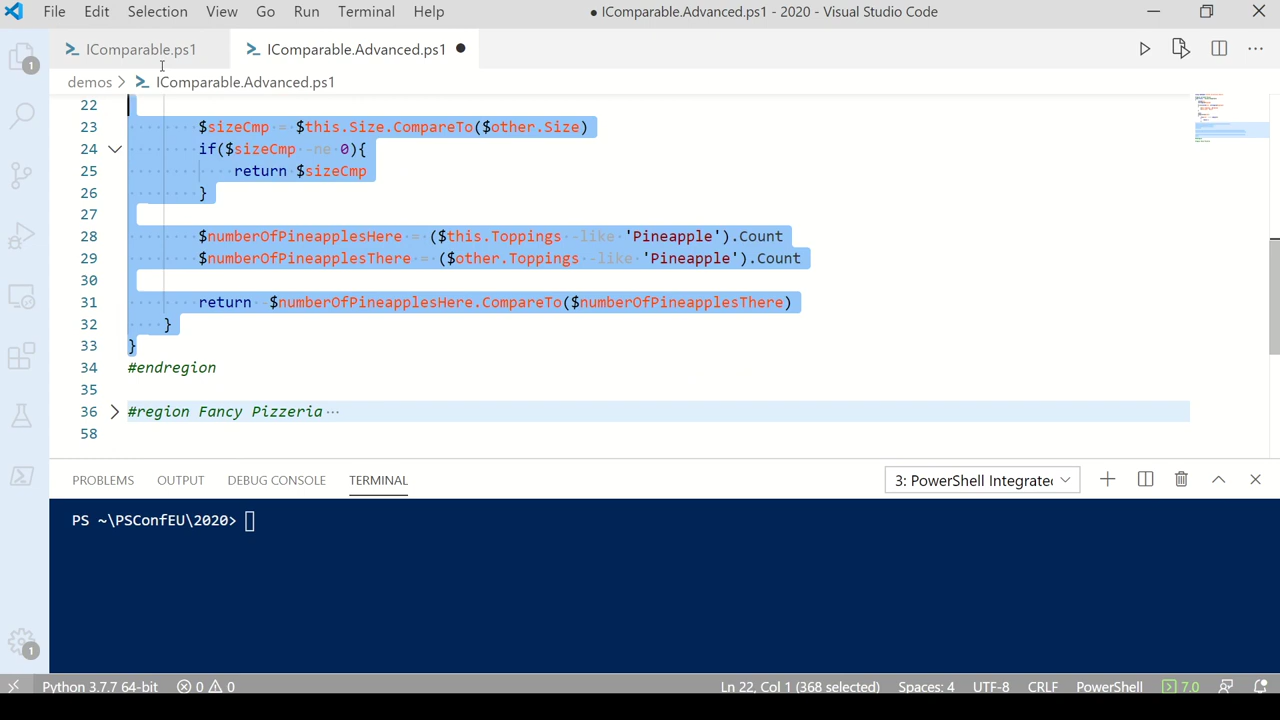 File Edit Selection View Go Run Terminal Help ● IComparable.Advanced.ps1 - 2020 - Visual Studio Code
IComparable.ps1 IComparable.Advanced.ps1
demos > IComparable.Advanced.ps1
22
23 $sizeCmp = $this.Size.CompareTo($other.Size)
24 if($sizeCmp -ne 0){
25 return $sizeCmp
26 }
27
28 $numberOfPineapplesHere = ($this.Toppings -like 'Pineapple').Count
29 $numberOfPineapplesThere = ($other.Toppings -like 'Pineapple').Count
30
31 return -$numberOfPineapplesHere.CompareTo($numberOfPineapplesThere)
32 }
33 }
34 #endregion
35
36 #region Fancy Pizzeria ...
58
PROBLEMS OUTPUT DEBUG CONSOLE TERMINAL 3: PowerShell Integrate
PS ~\PSConfEU\2020>
1
1
Python 3.7.7 64-bit 0 0 Ln 22, Col 1 (368 selected) Spaces: 4 UTF-8 CRLF PowerShell 7.0